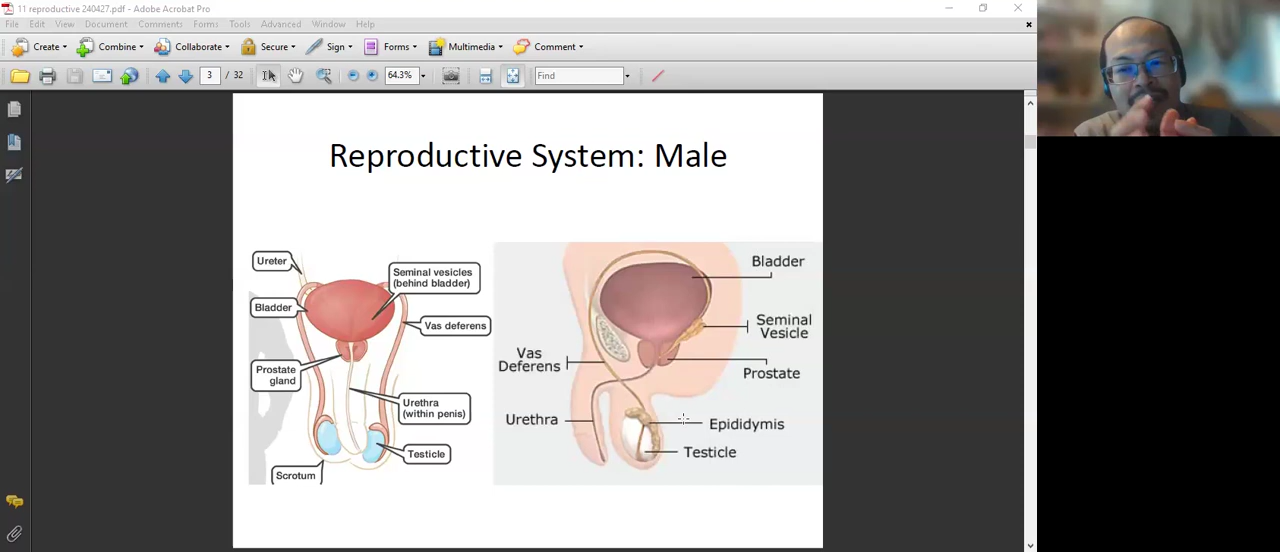 11 reproductive 240427.pdf - Adobe Acrobat Pro
File Edit View Document Comments Forms Tools Advanced Window Help
Create Combine Collaborate Secure Sign Forms Multimedia Comment
3 / 32 64.3% Find
Reproductive System: Male
Ureter
Seminal vesicles
(behind bladder)
Bladder
Vas deferens
Prostate
gland
Urethra
(within penis)
Testicle
Scrotum
Bladder
Seminal
Vesicle
Vas
Deferens
Prostate
Urethra
Epididymis
Testicle